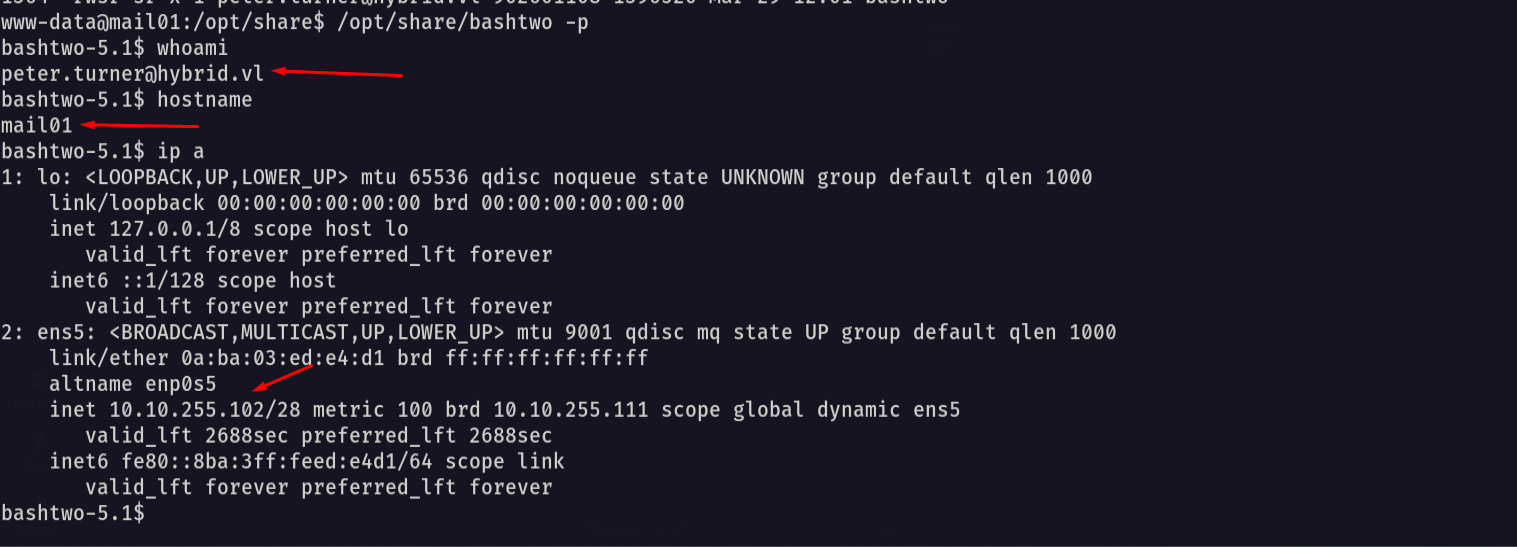 www-data@mail01:/opt/share$ /opt/share/bashtwo -p
bashtwo-5.1$ whoami
peter.turner@hybrid.vl
bashtwo-5.1$ hostname
mail01
bashtwo-5.1$ ip a
1: lo: <LOOPBACK,UP,LOWER_UP> mtu 65536 qdisc noqueue state UNKNOWN group default qlen 1000
    link/loopback 00:00:00:00:00:00 brd 00:00:00:00:00:00
    inet 127.0.0.1/8 scope host lo
       valid_lft forever preferred_lft forever
    inet6 ::1/128 scope host
       valid_lft forever preferred_lft forever
2: ens5: <BROADCAST,MULTICAST,UP,LOWER_UP> mtu 9001 qdisc mq state UP group default qlen 1000
    link/ether 0a:ba:03:ed:e4:d1 brd ff:ff:ff:ff:ff:ff
    altname enp0s5
    inet 10.10.255.102/28 metric 100 brd 10.10.255.111 scope global dynamic ens5
       valid_lft 2688sec preferred_lft 2688sec
    inet6 fe80::8ba:3ff:feed:e4d1/64 scope link
       valid_lft forever preferred_lft forever
bashtwo-5.1$